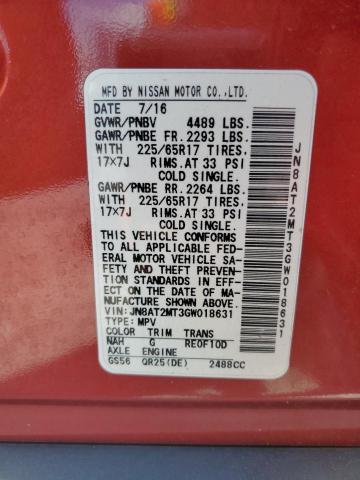 MFD BY NISSAN MOTOR CO.,LTD.
DATE 7/16
GVWR/PNBV 4489 LBS.
GAWR/PNBE FR. 2293 LBS.
WITH 225/65R17 TIRES,
17×7J RIMS.AT 33 PSI
COLD SINGLE.
GAWR/PNBE RR. 2264 LBS.
WITH 225/65R17 TIRES,
17×7J RIMS.AT 33 PSI
COLD SINGLE.
THIS VEHICLE CONFORMS
TO ALL APPLICABLE FED-
ERAL MOTOR VEHICLE SA-
FETY AND THEFT PREVEN-
TION STANDARDS IN EFF-
ECT ON THE DATE OF MA-
NUFACTURE SHOWN ABOVE.
VIN:JN8AT2MT3GW018631
TYPE:MPV
COLOR TRIM TRANS
NAH G RE0F10D
AXLE ENGINE
GS56 QR25(DE) 2488CC
JN8AT2MT3GW018631